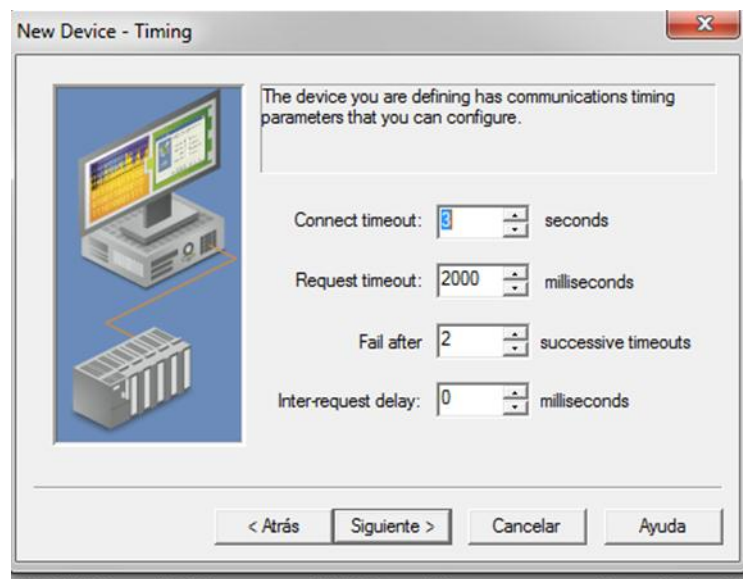 New Device - Timing
The device you are defining has communications timing
parameters that you can configure.
Connect timeout: 3 seconds
Request timeout: 2000 milliseconds
Fail after 2 successive timeouts
Inter-request delay: 0 milliseconds
< Atrás Siguiente > Cancelar Ayuda